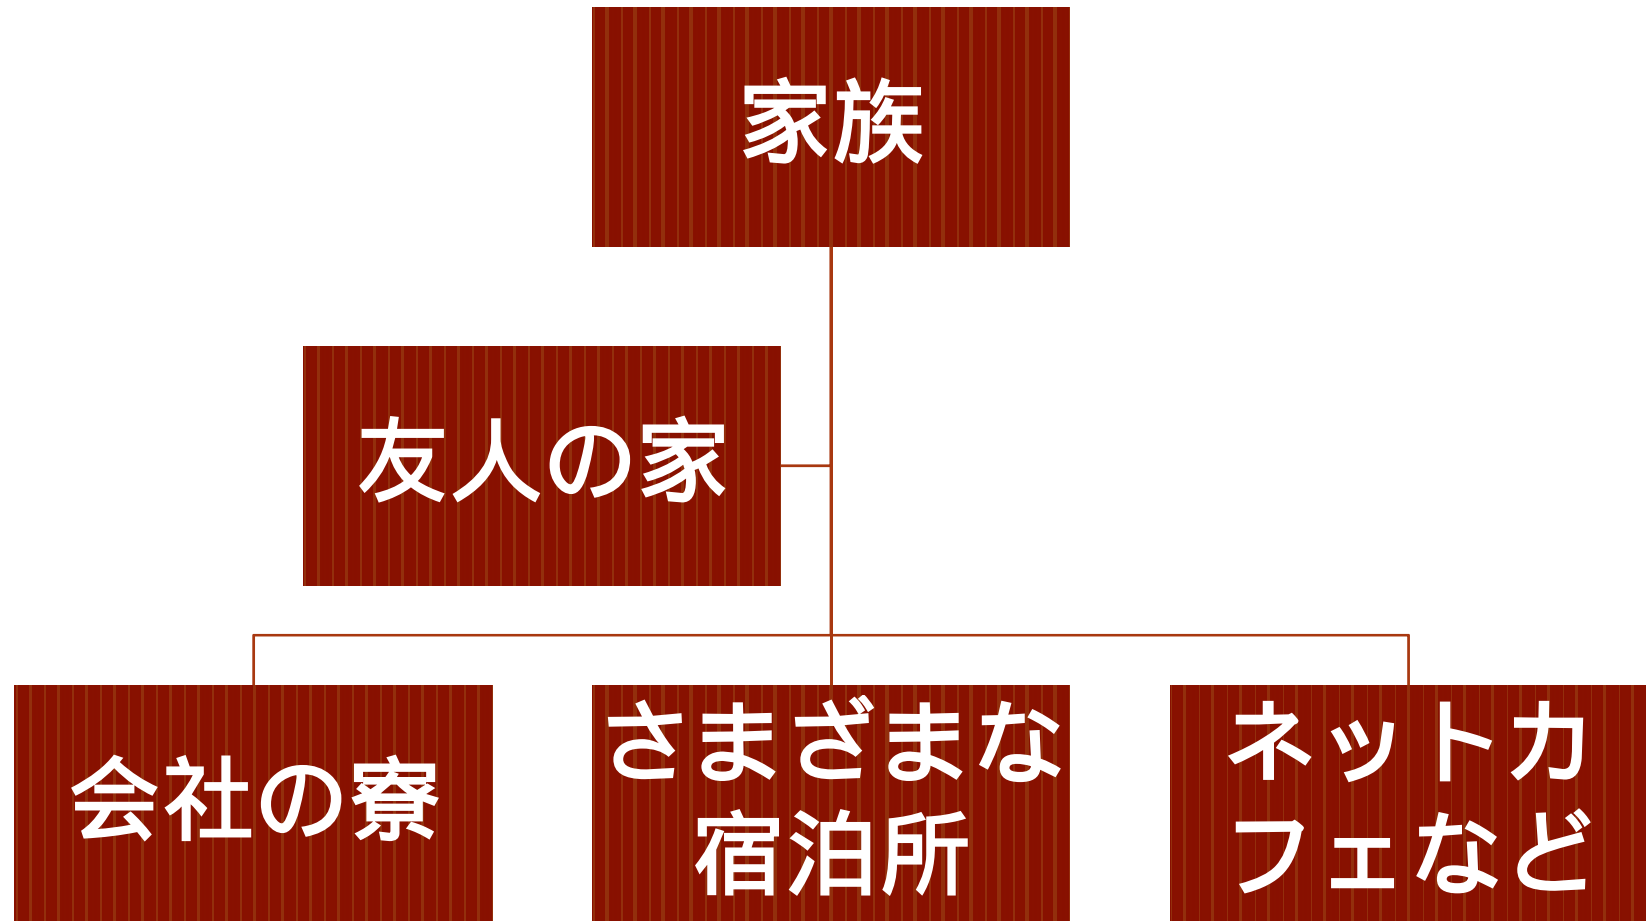 家族
友人の家
会社の寮
さまざまな
宿泊所
ネットカ
フェなど